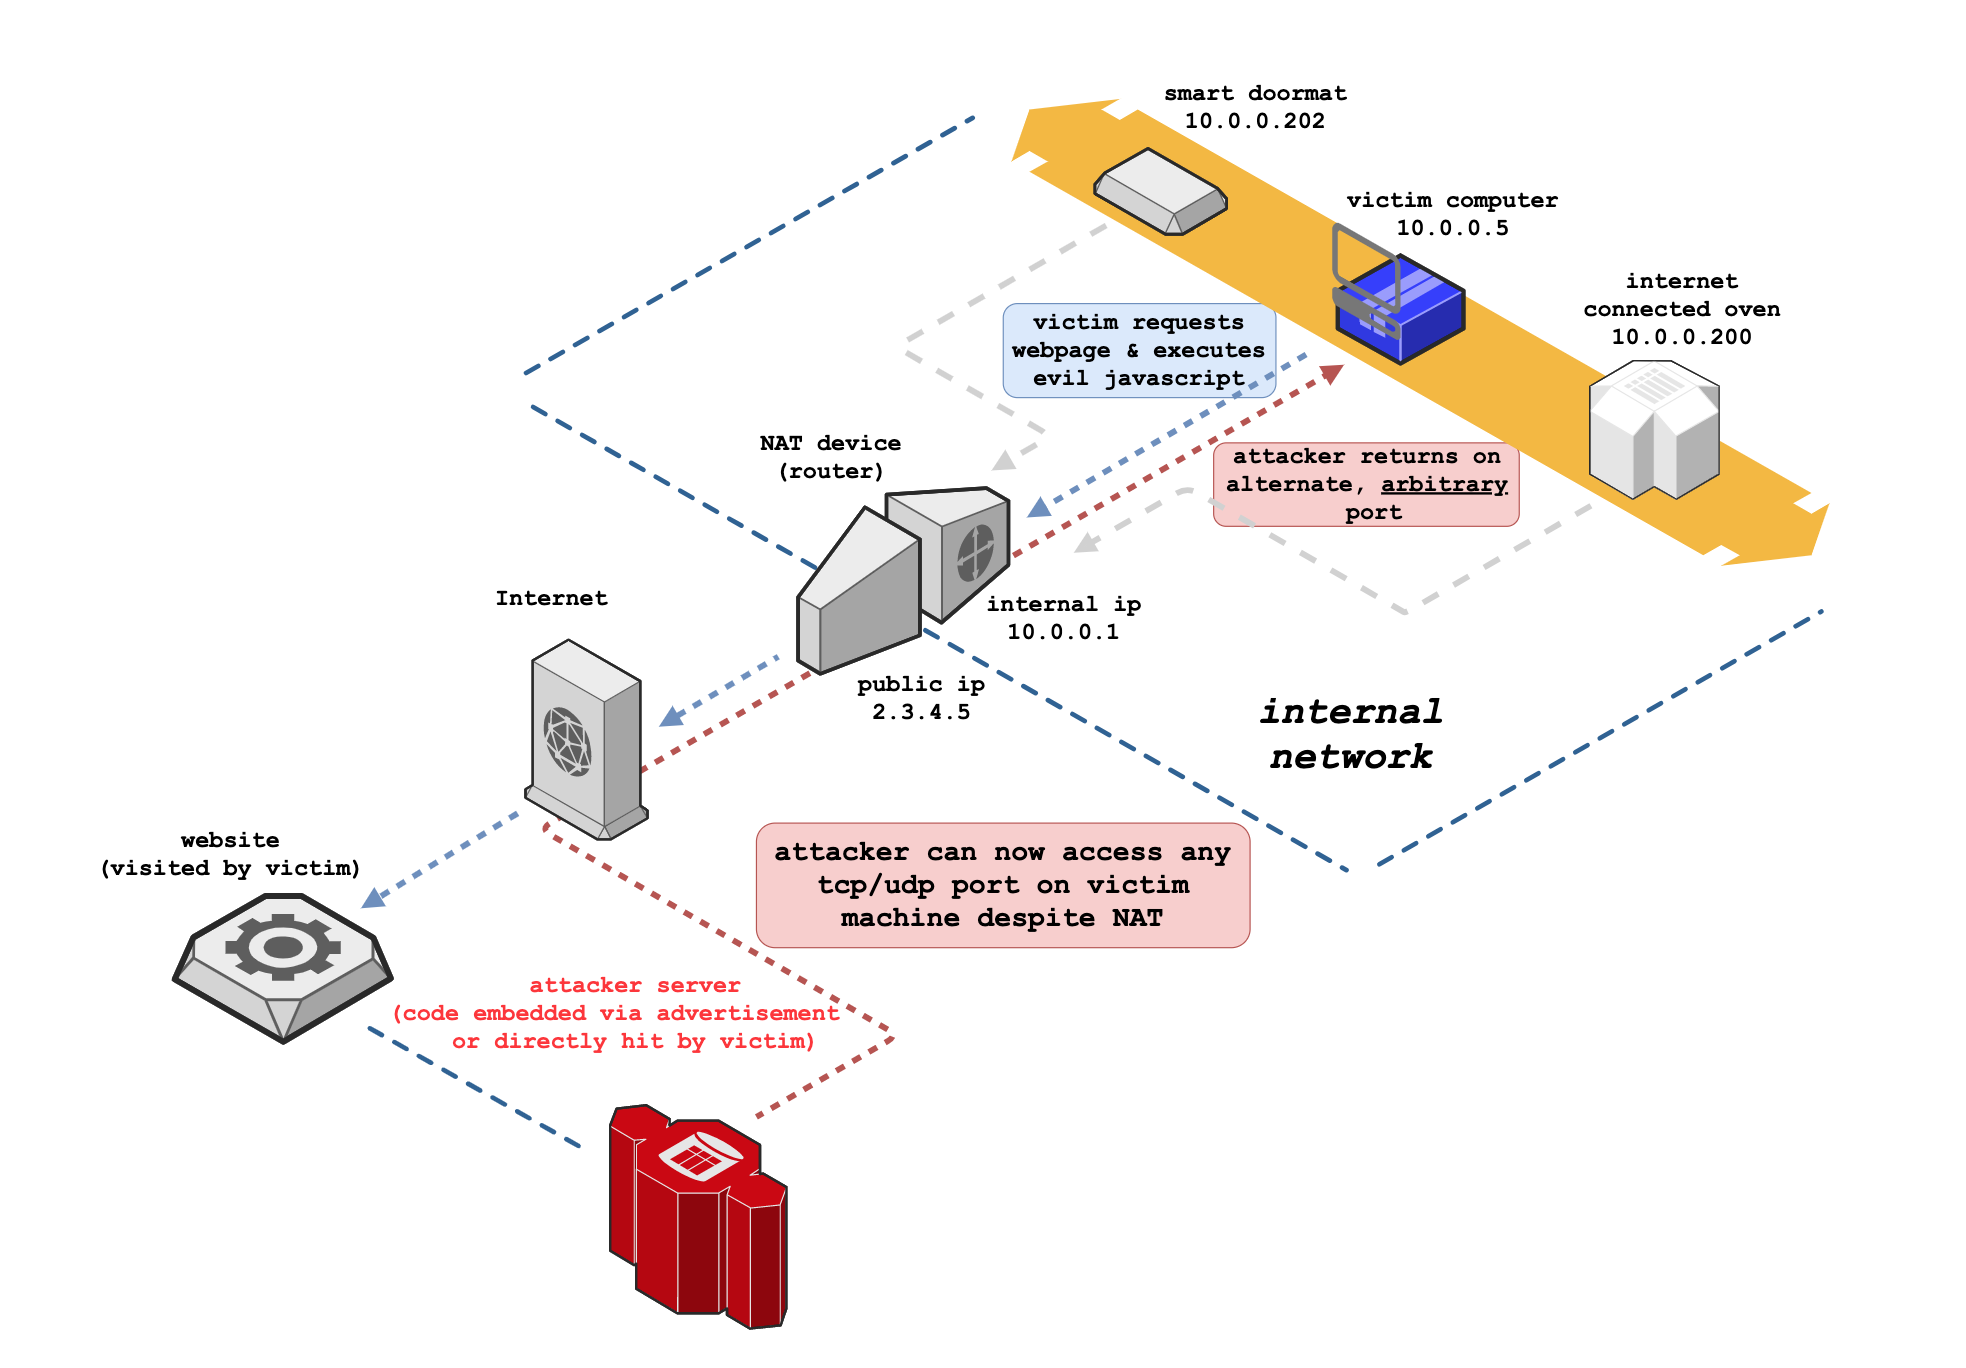 smart doormat
10.0.0.202
victim computer
10.0.0.5
internet
connected oven
10.0.0.200
victim requests
webpage & executes
evil javascript
NAT device
(router)
attacker returns on
alternate, arbitrary
port
Internet
internal ip
10.0.0.1
public ip
2.3.4.5
internal
network
website
(visited by victim)
attacker can now access any
tcp/udp port on victim
machine despite NAT
attacker server
(code embedded via advertisement
or directly hit by victim)